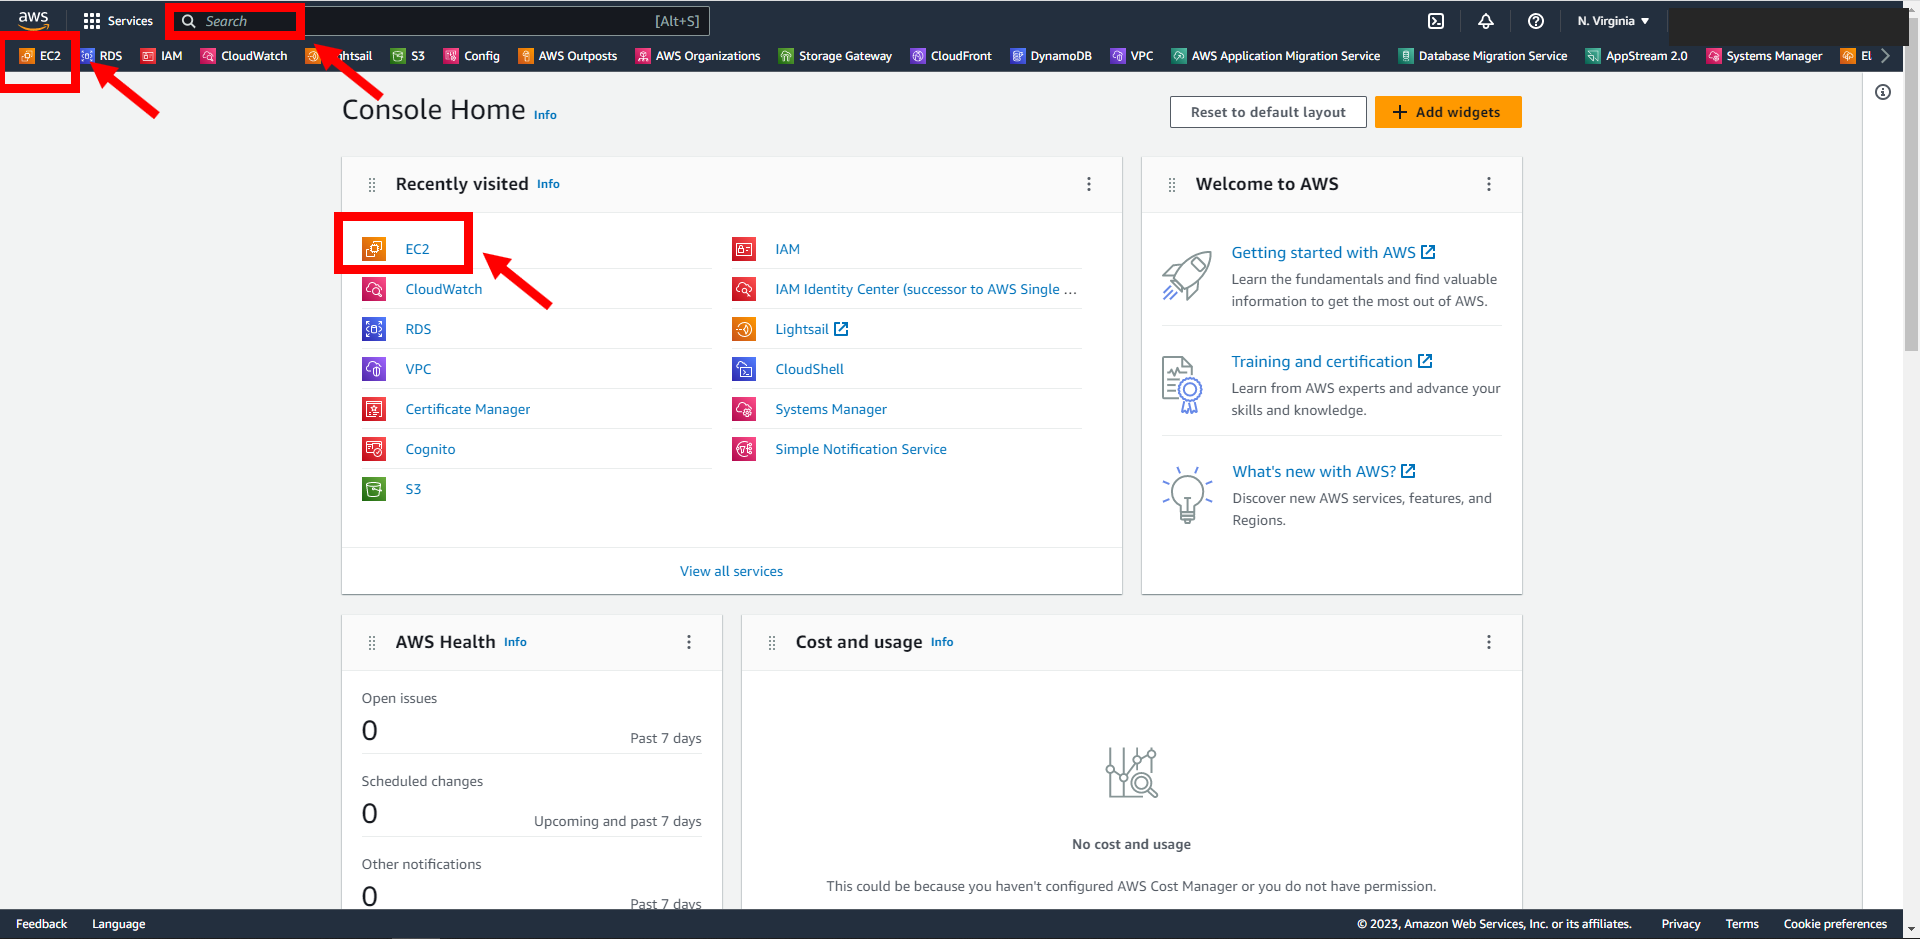 aws
Services
Search
[Alt+S]
N. Virginia
EC2
RDS
IAM
CloudWatch
htsail
S3
Config
AWS Outposts
AWS Organizations
Storage Gateway
CloudFront
DynamoDB
VPC
AWS Application Migration Service
Database Migration Service
AppStream 2.0
Systems Manager
El
Console Home Info
Reset to default layout
Add widgets
Recently visited Info
EC2
CloudWatch
RDS
VPC
Certificate Manager
Cognito
S3
IAM
IAM Identity Center (successor to AWS Single ...
Lightsail
CloudShell
Systems Manager
Simple Notification Service
View all services
Welcome to AWS
Getting started with AWS
Learn the fundamentals and find valuable
information to get the most out of AWS.
Training and certification
Learn from AWS experts and advance your
skills and knowledge.
What's new with AWS?
Discover new AWS services, features, and
Regions.
AWS Health Info
Open issues
0
Past 7 days
Scheduled changes
0
Upcoming and past 7 days
Other notifications
0
Past 7 days
Cost and usage Info
No cost and usage
This could be because you haven't configured AWS Cost Manager or you do not have permission.
Feedback
Language
© 2023, Amazon Web Services, Inc. or its affiliates.
Privacy
Terms
Cookie preferences